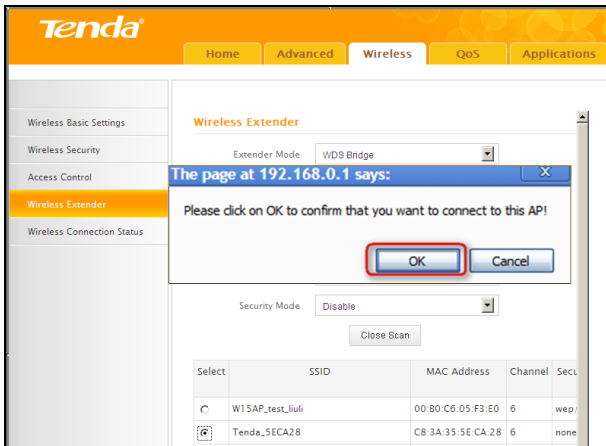 Tenda
Home Advanced Wireless QoS Applications
Wireless Basic Settings
Wireless Security
Access Control
Wireless Extender
Wireless Connection Status
Wireless Extender
Extender Mode WDS Bridge
The page at 192.168.0.1 says: X
Please click on OK to confirm that you want to connect to this AP!
OK Cancel
Security Mode Disable
Close Scan
Select SSID MAC Address Channel Secu
W15AP_test_liuli 00:B0:C6:05:F3:E0 6 wep/
Tenda_5ECA28 C8:3A:35:5E:CA:28 6 none